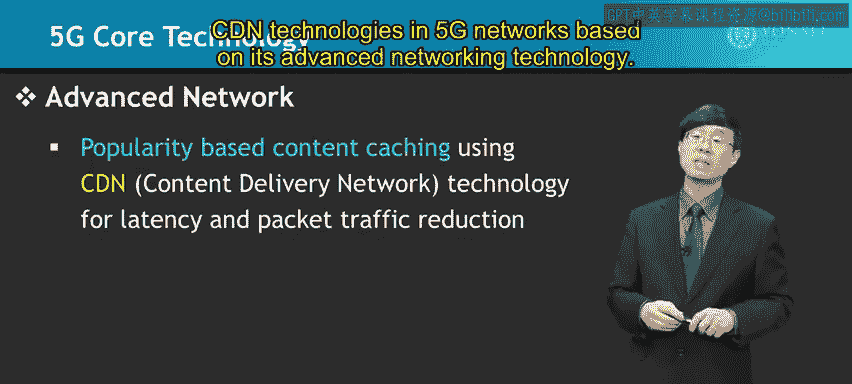 CDN technologies in 5G networks based
on its advanced networking technology.
5G Core Technology
❖ Advanced Network
▪ Popularity based content caching using
CDN (Content Delivery Network) technology
for latency and packet traffic reduction